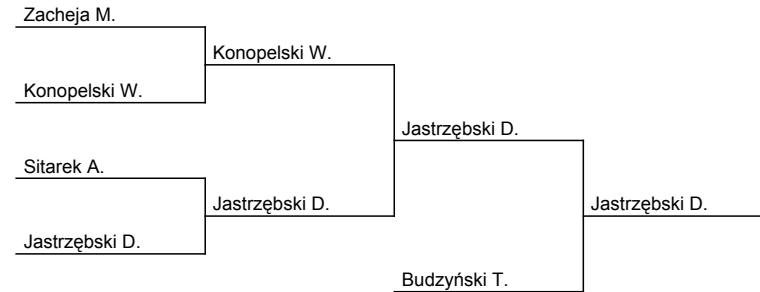 Zacheja M.
Konopelski W.
Konopelski W.
Jastrzębski D.
Sitarek A.
Jastrzębski D.
Jastrzębski D.
Jastrzębski D.
Budzyński T.